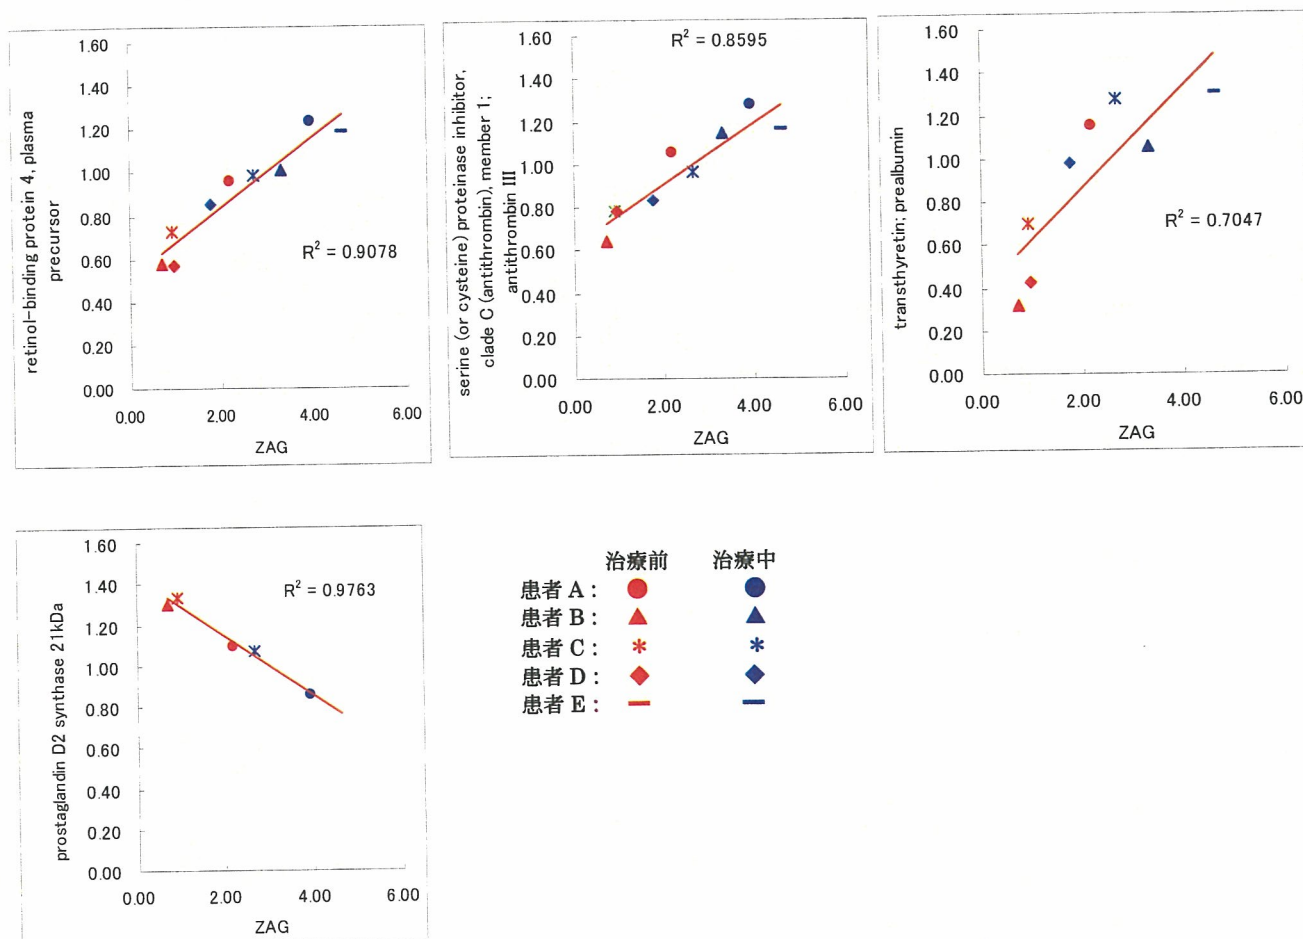 retinol-binding protein 4, plasma
precursor
1.60
1.40
1.20
1.00
0.80
0.60
0.40
0.20
0.00
R² = 0.9078
0.00 2.00 4.00 6.00
ZAG
serine (or cysteine) proteinase inhibitor,
clade C (antithrombin), member 1;
antithrombin III
1.60
1.40
1.20
1.00
0.80
0.60
0.40
0.20
0.00
R² = 0.8595
0.00 2.00 4.00 6.00
ZAG
transthyretin; prealbumin
1.60
1.40
1.20
1.00
0.80
0.60
0.40
0.20
0.00
R² = 0.7047
0.00 2.00 4.00 6.00
ZAG
prostaglandin D2 synthase 21kDa
1.60
1.40
1.20
1.00
0.80
0.60
0.40
0.20
0.00
R² = 0.9763
0.00 2.00 4.00 6.00
ZAG
治療前 治療中
患者 A :
患者 B :
患者 C :
患者 D :
患者 E :